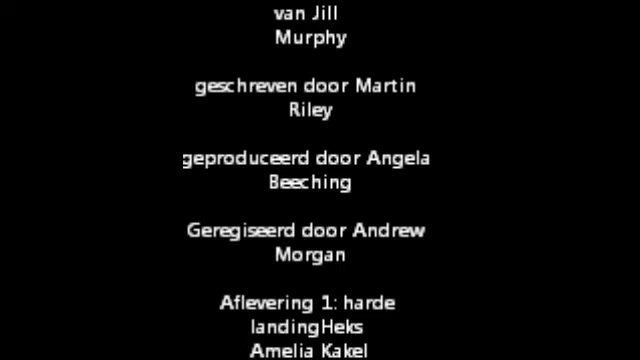 van Jill
Murphy
geschreven door Martin
Riley
geproduceerd door Angela
Beeching
Geregiseerd door Andrew
Morgan
Aflevering 1: harde
landingHeks
Amelia Kakel